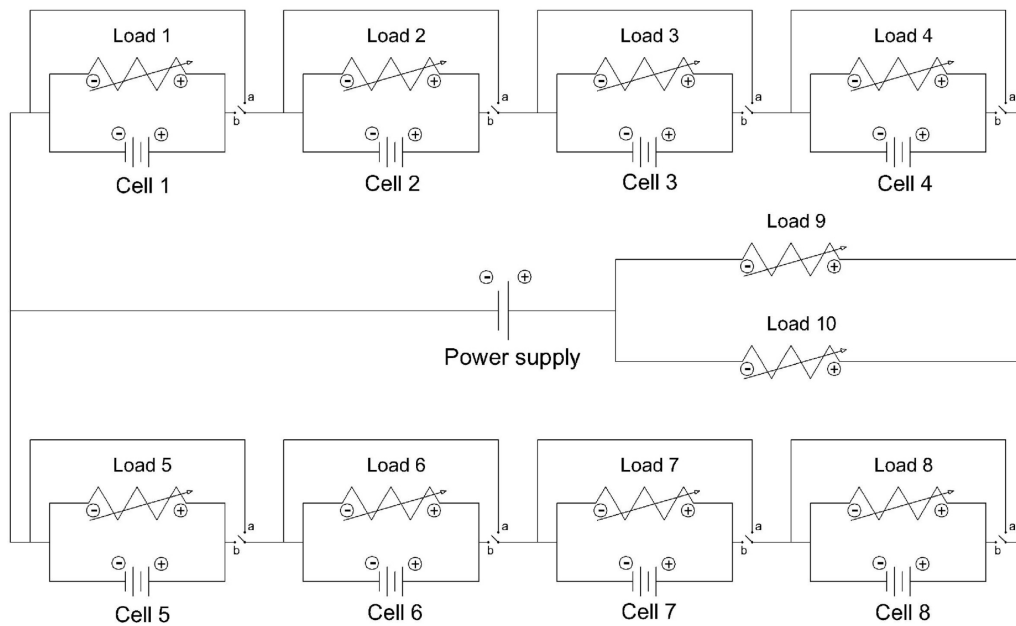 Load 1
Load 2
Load 3
Load 4
a
a
a
a
b
b
b
b
Cell 1
Cell 2
Cell 3
Cell 4
Load 9
Load 10
Power supply
Load 5
Load 6
Load 7
Load 8
a
a
a
a
b
b
b
b
Cell 5
Cell 6
Cell 7
Cell 8